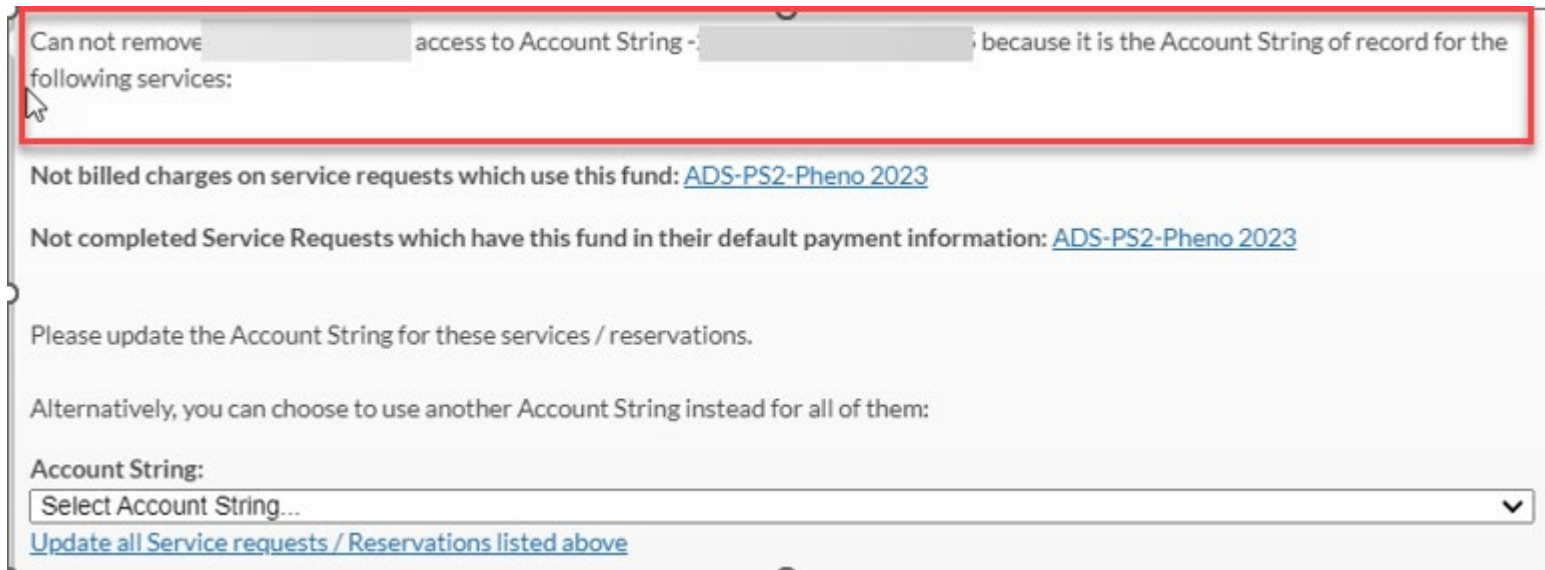 Can not remove access to Account String - because it is the Account String of record for the
following services:
Not billed charges on service requests which use this fund: ADS-PS2-Pheno 2023
Not completed Service Requests which have this fund in their default payment information: ADS-PS2-Pheno 2023
Please update the Account String for these services / reservations.
Alternatively, you can choose to use another Account String instead for all of them:
Account String:
Select Account String...
Update all Service requests / Reservations listed above